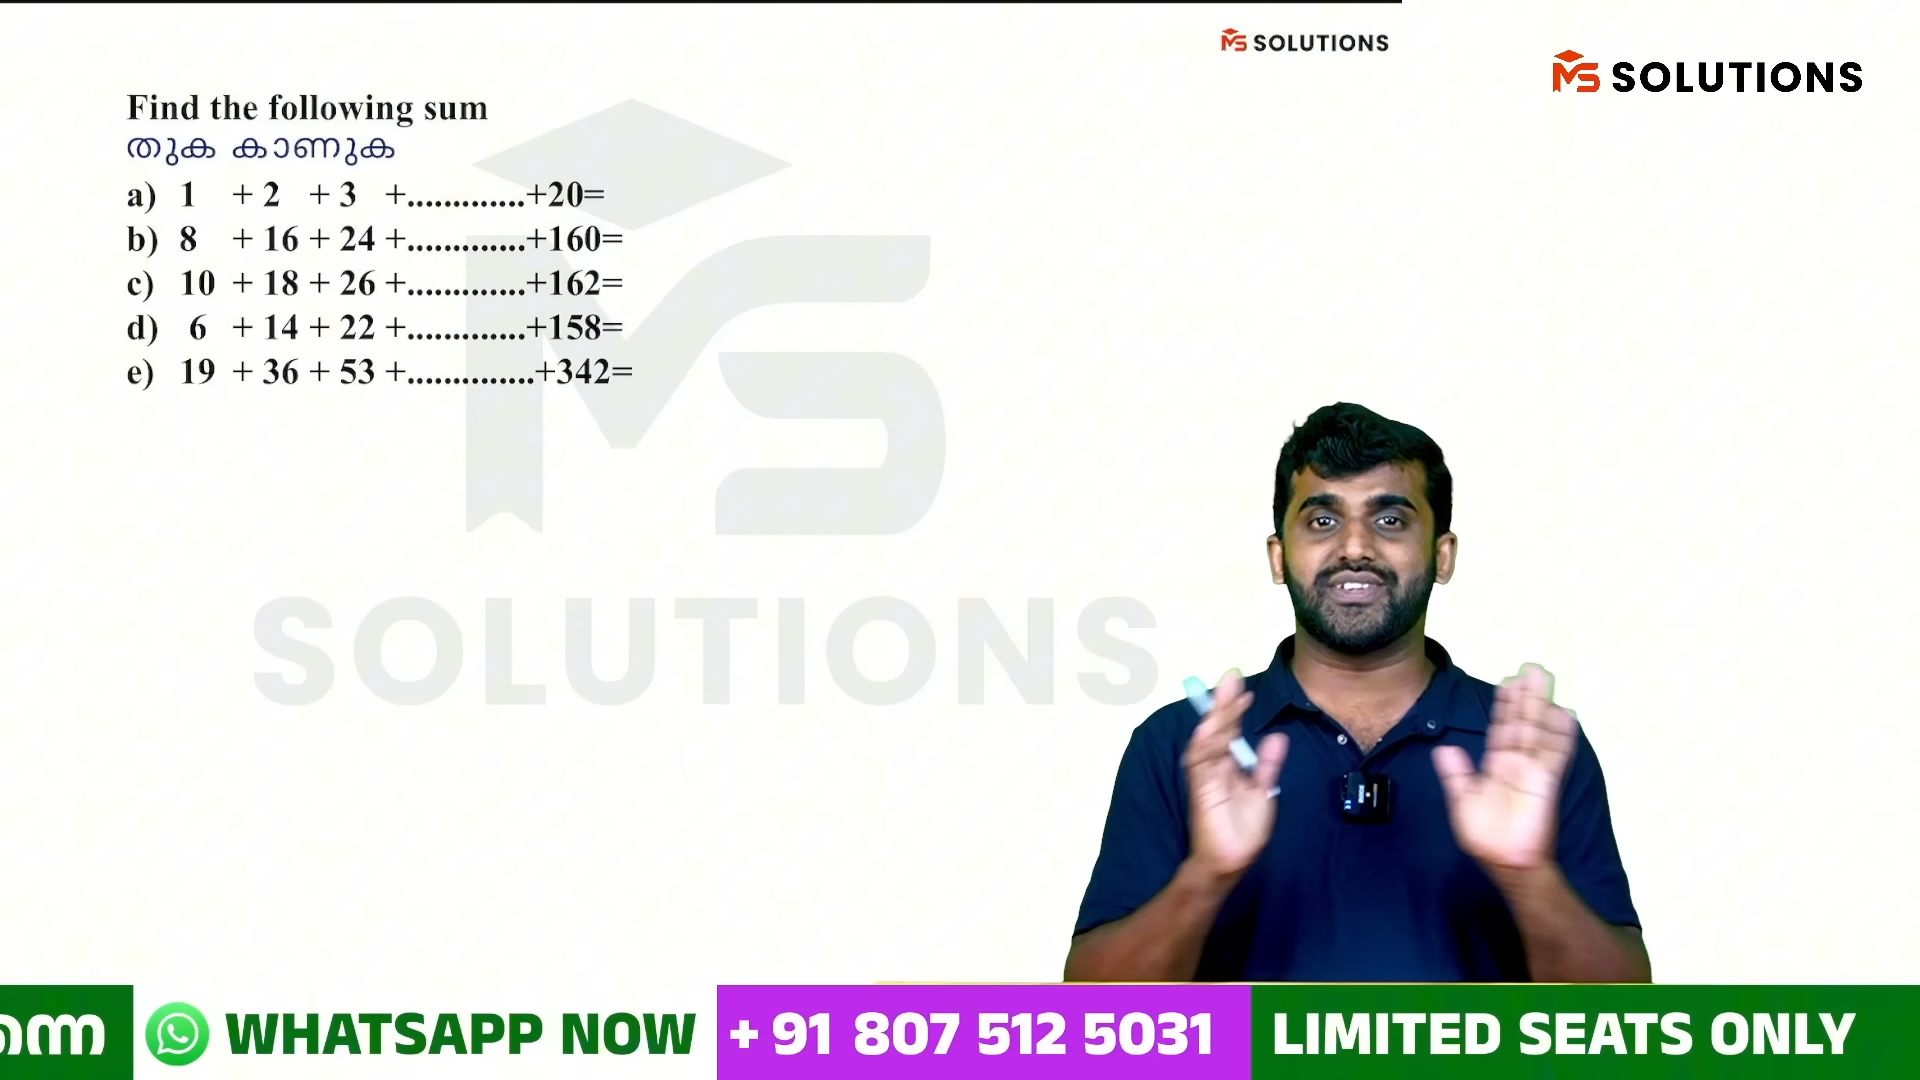 MS SOLUTIONS
MS SOLUTIONS
Find the following sum
തുക കാണുക
a) 1 + 2 + 3 +.............+20=
b) 8 + 16 + 24 +.............+160=
c) 10 + 18 + 26 +.............+162=
d) 6 + 14 + 22 +.............+158=
e) 19 + 36 + 53 +..............+342=
MS
SOLUTIONS
WHATSAPP NOW + 91 807 512 5031 LIMITED SEATS ONLY